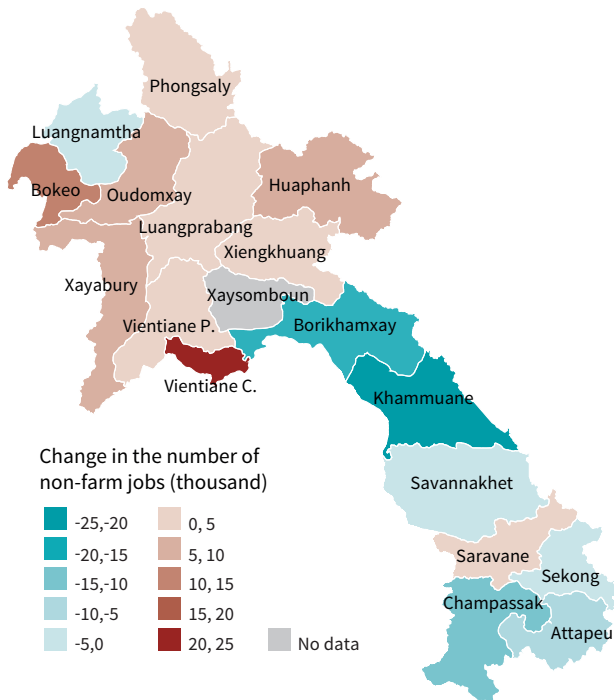 Phongsaly
Luangnamtha
Bokeo
Oudomxay
Huaphanh
Luangprabang
Xiengkhuang
Xayabury
Xaysomboun
Vientiane P.
Borikhamxay
Vientiane C.
Khammuane
Savannakhet
Saravane
Sekong
Champassak
Attapeu
Change in the number of
non-farm jobs (thousand)
-25,-20
-20,-15
-15,-10
-10,-5
-5,0
0, 5
5, 10
10, 15
15, 20
20, 25
No data